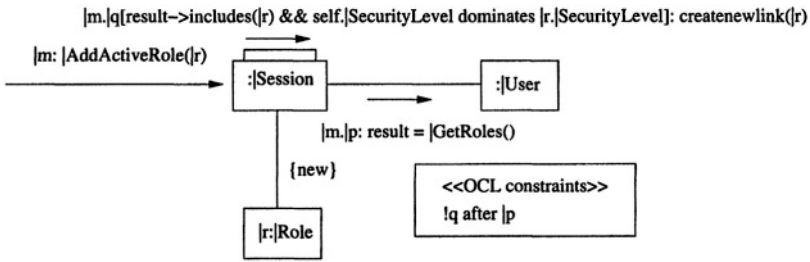 |m.|q[result->includes(|r) && self.|SecurityLevel dominates |r.|SecurityLevel]: createnewlink(|r)
|m: |AddActiveRole(|r)
:|Session
:|User
|m.|p: result = |GetRoles()
{new}
<<OCL constraints>>
!q after |p
|r:|Role